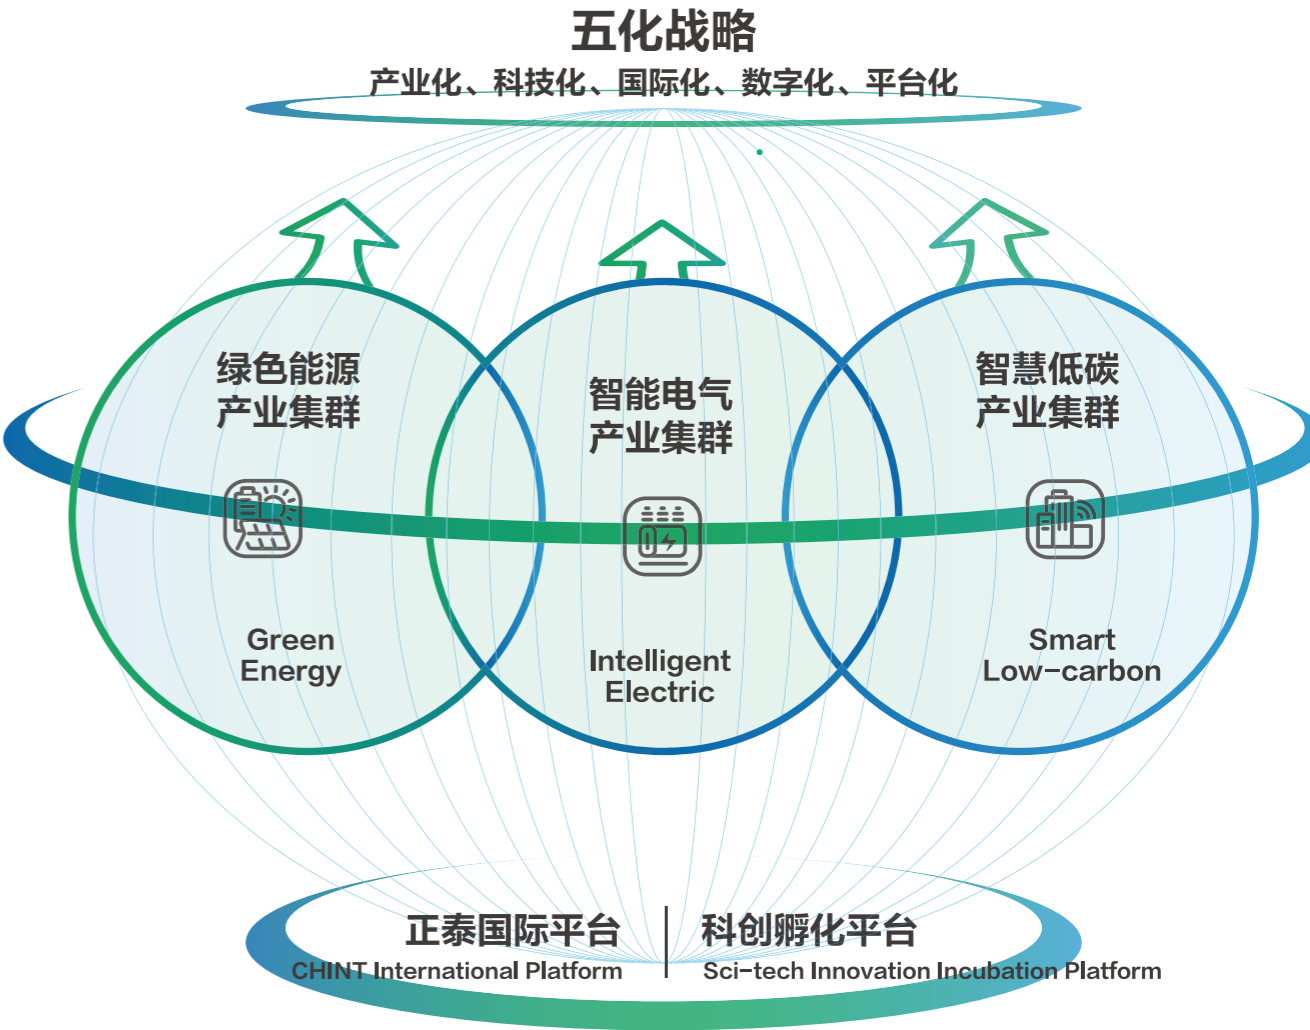 五化战略
产业化、科技化、国际化、数字化、平台化
绿色能源
产业集群
Green
Energy
智能电气
产业集群
Intelligent
Electric
智慧低碳
产业集群
Smart
Low-carbon
正泰国际平台
CHINT International Platform
科创孵化平台
Sci-tech Innovation Incubation Platform